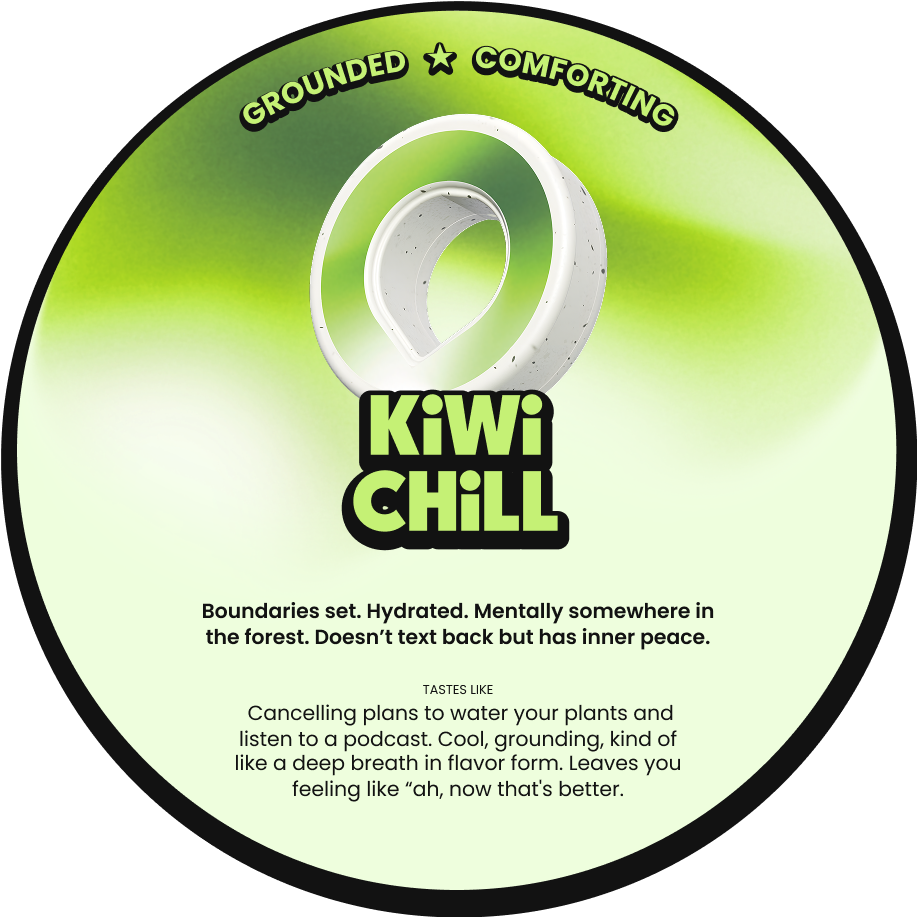 GROUNDED ★ COMFORTING
KiWi
CHiLL
Boundaries set. Hydrated. Mentally somewhere in
the forest. Doesn’t text back but has inner peace.
TASTES LIKE
Cancelling plans to water your plants and
listen to a podcast. Cool, grounding, kind of
like a deep breath in flavor form. Leaves you
feeling like “ah, now that's better.